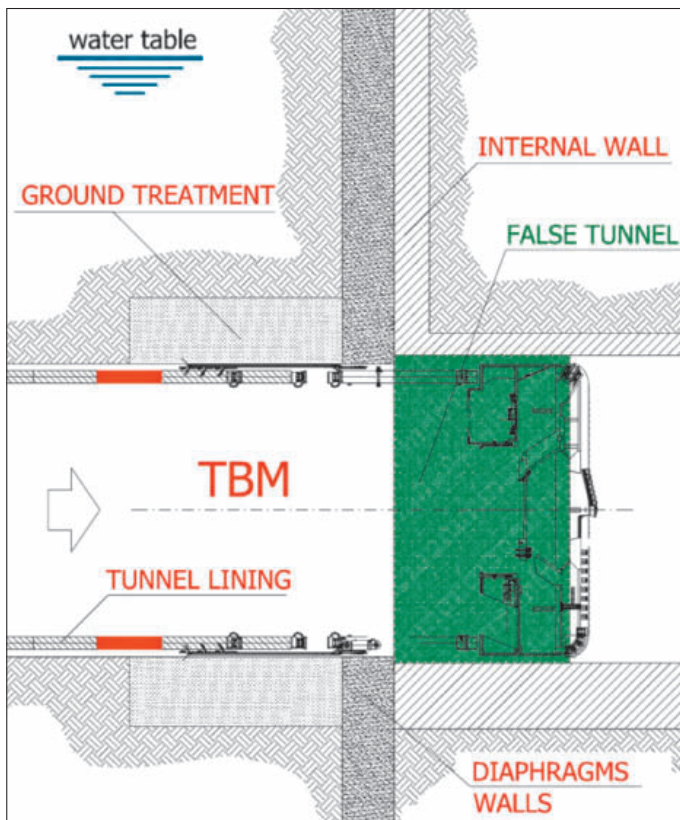 water table
INTERNAL WALL
GROUND TREATMENT
FALSE TUNNEL
TBM
TUNNEL LINING
DIAPHRAGMS
WALLS